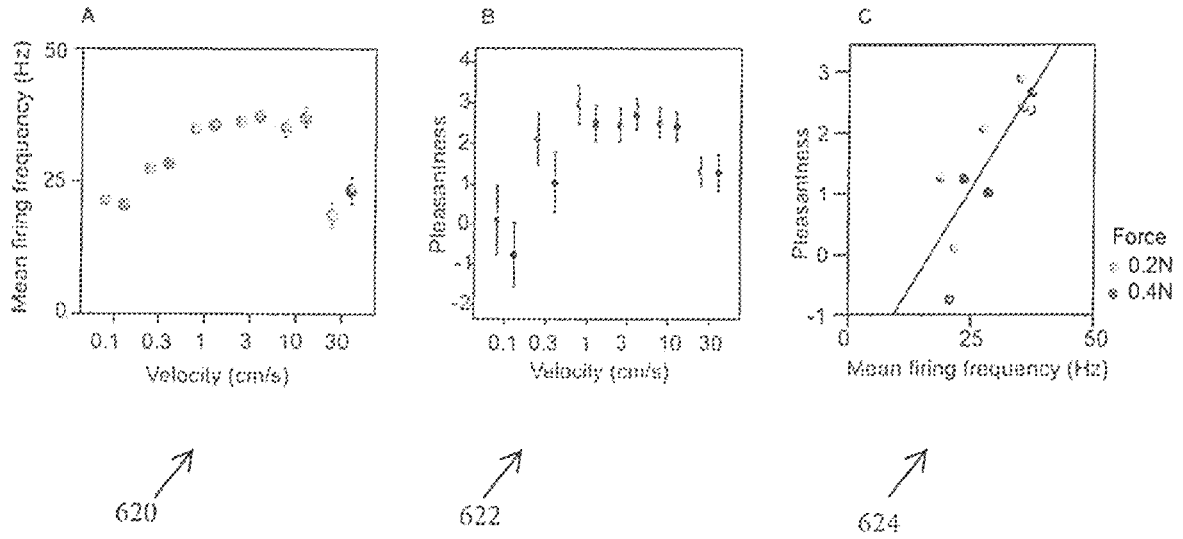 A
Mean firing frequency (Hz)
50
25
0
0.1 0.3 1 3 10 30
Velocity (cm/s)
B
Pleasantness
4
3
2
1
0
-1
-2
0.1 0.3 1 3 10 30
Velocity (cm/s)
C
Pleasantness
3
2
1
0
-1
0 25 50
Mean firing frequency (Hz)
Force
0.2N
0.4N
620
622
624